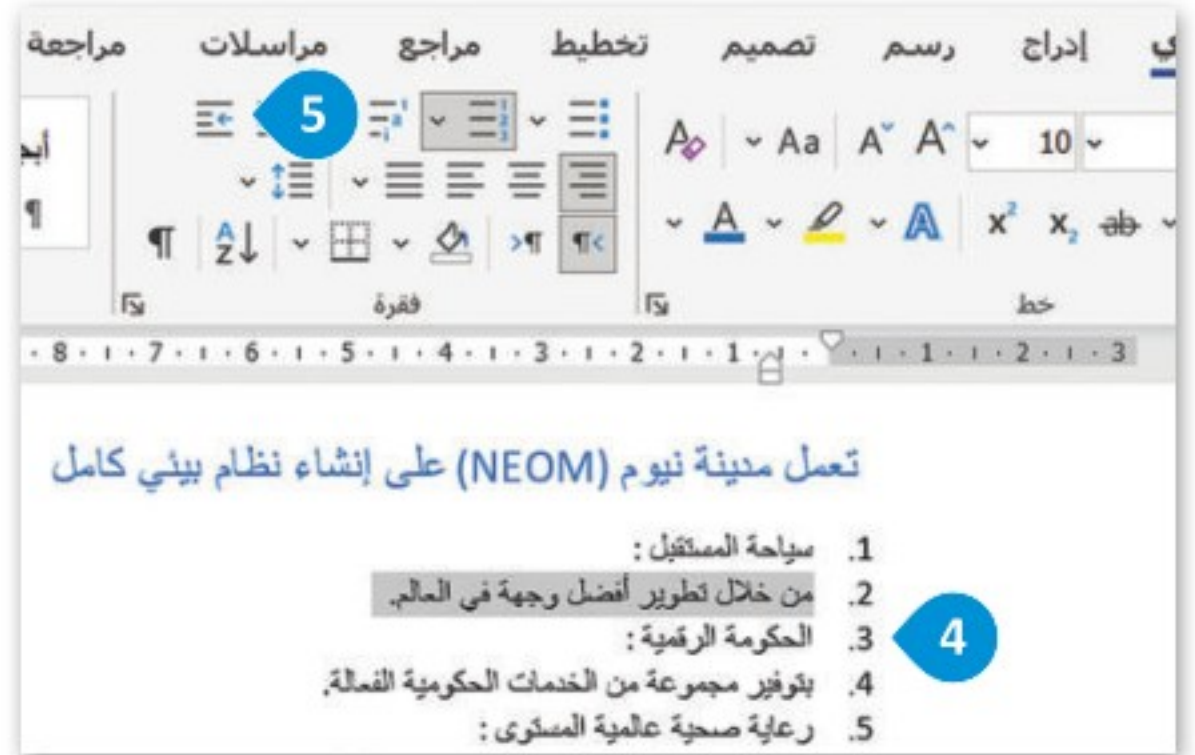 إدراج رسم تصميم تخطيط مراجع مراسلات مراجعة
10
5
خط
فقرة
3 2 1 1 2 3 4 5 6 7 8
تعمل مدينة نيوم (NEOM) على إنشاء نظام بيئي كامل
1. سياحة المستقبل :
2. من خلال تطوير أفضل وجهة في العالم.
3. الحكومة الرقمية :
4
4. بتوفير مجموعة من الخدمات الحكومية الفعالة.
5. رعاية صحية عالمية المستوى :